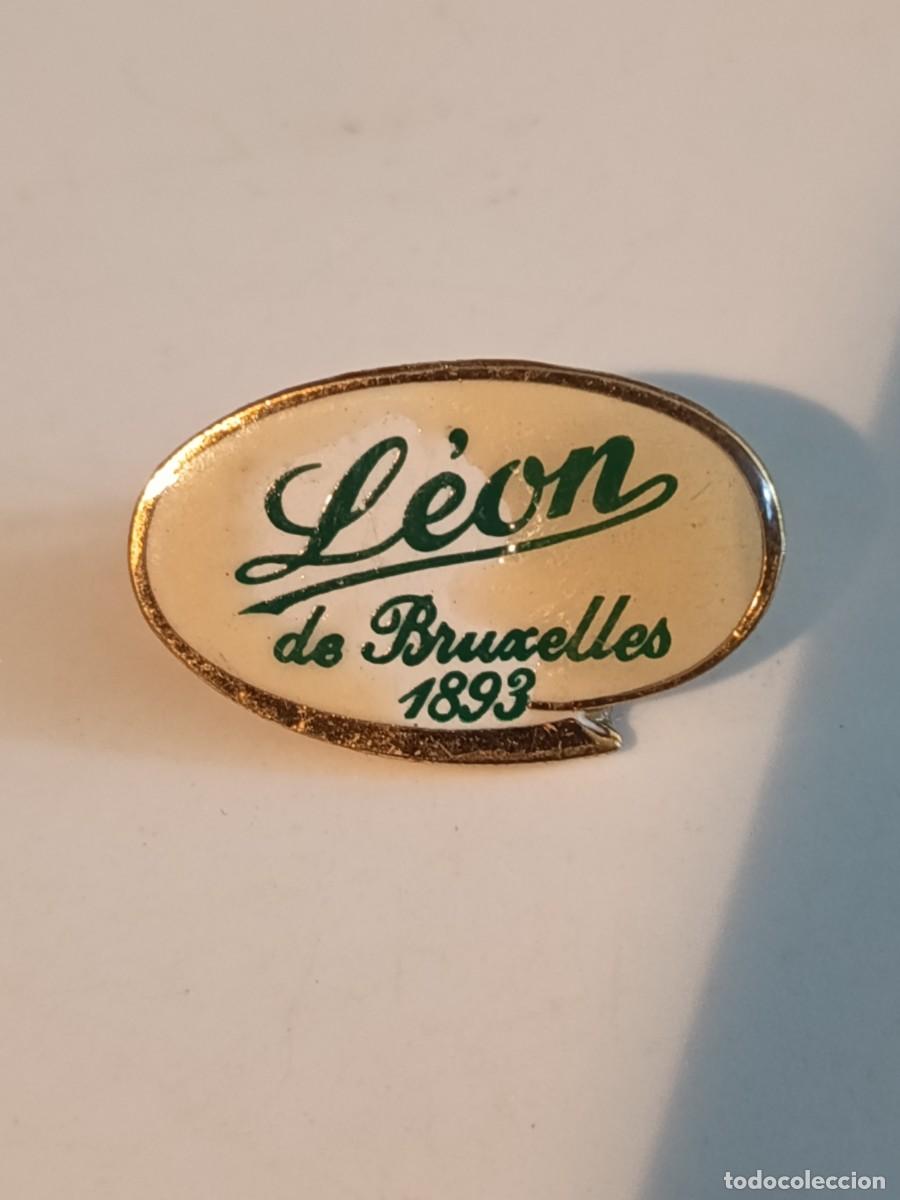 Léon
de Bruxelles
1893
todocoleccion